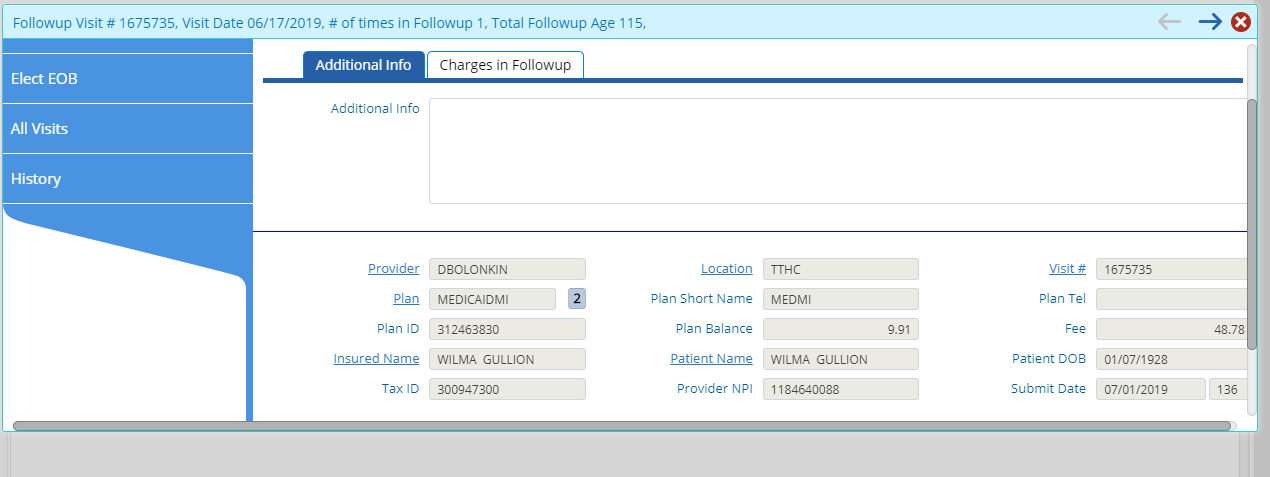 Followup Visit # 1675735, Visit Date 06/17/2019, # of times in Followup 1, Total Followup Age 115,
Elect EOB
All Visits
History
Additional Info Charges in Followup
Additional Info
Provider DBOLONKIN Location TTHC Visit # 1675735
Plan MEDICAIDMI 2 Plan Short Name MEDMI Plan Tel
Plan ID 312463830 Plan Balance 9.91 Fee 48.78
Insured Name WILMA GULLION Patient Name WILMA GULLION Patient DOB 01/07/1928
Tax ID 300947300 Provider NPI 1184640088 Submit Date 07/01/2019 136